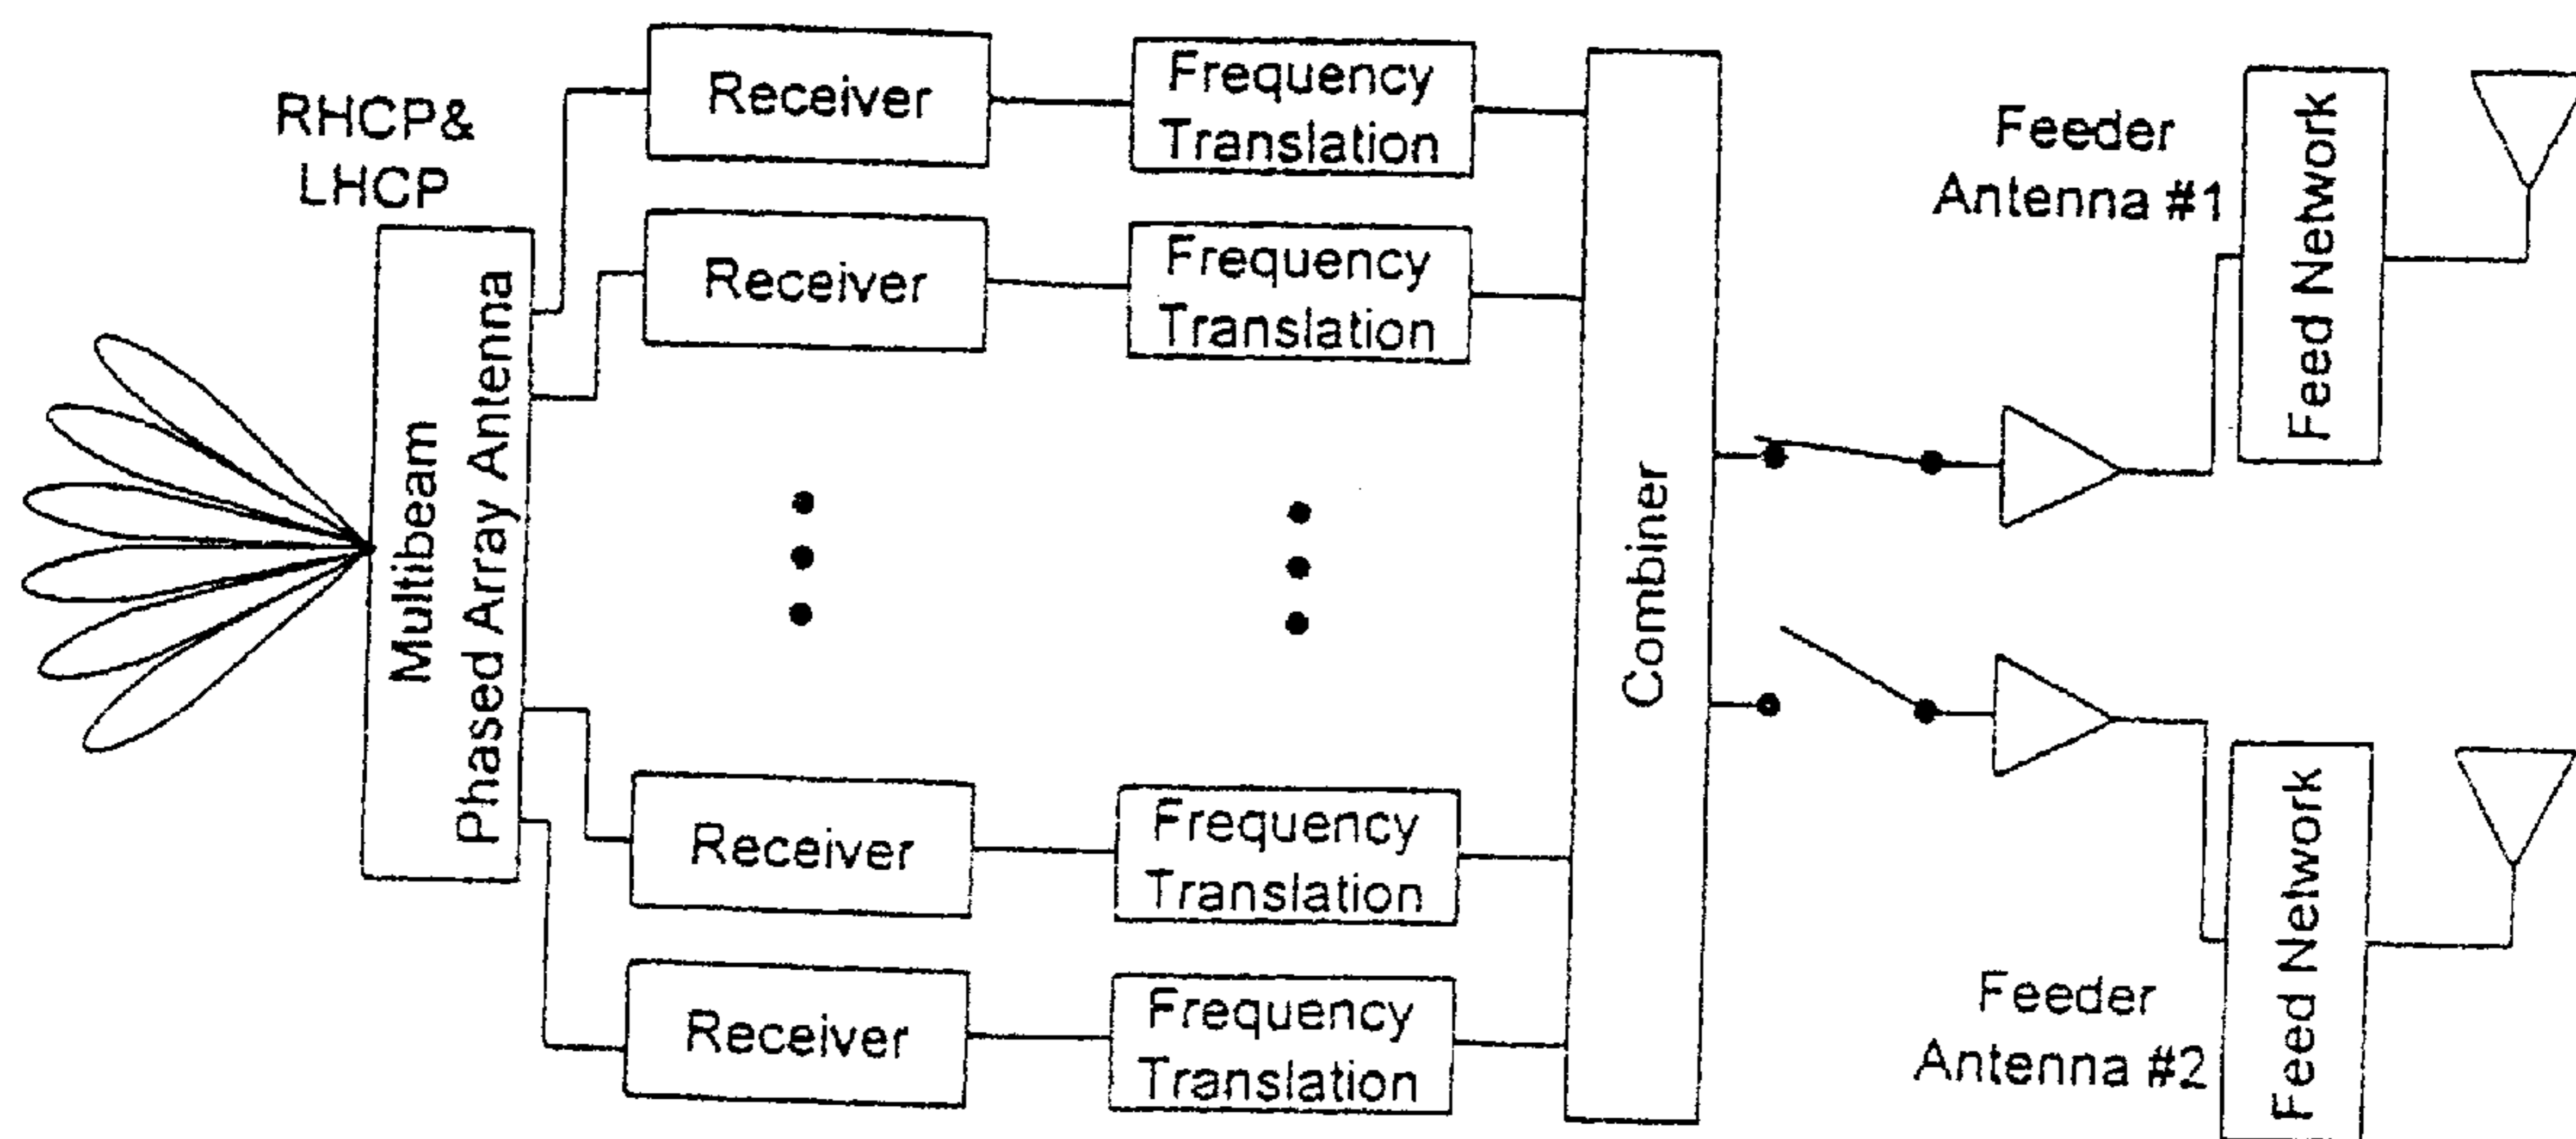 RHCP&
LHCP
Multibeam
Phased Array Antenna
Receiver
Frequency
Translation
Receiver
Frequency
Translation
Receiver
Frequency
Translation
Receiver
Frequency
Translation
Combiner
Feeder
Antenna #1
Feed Network
Feeder
Antenna #2
Feed Network